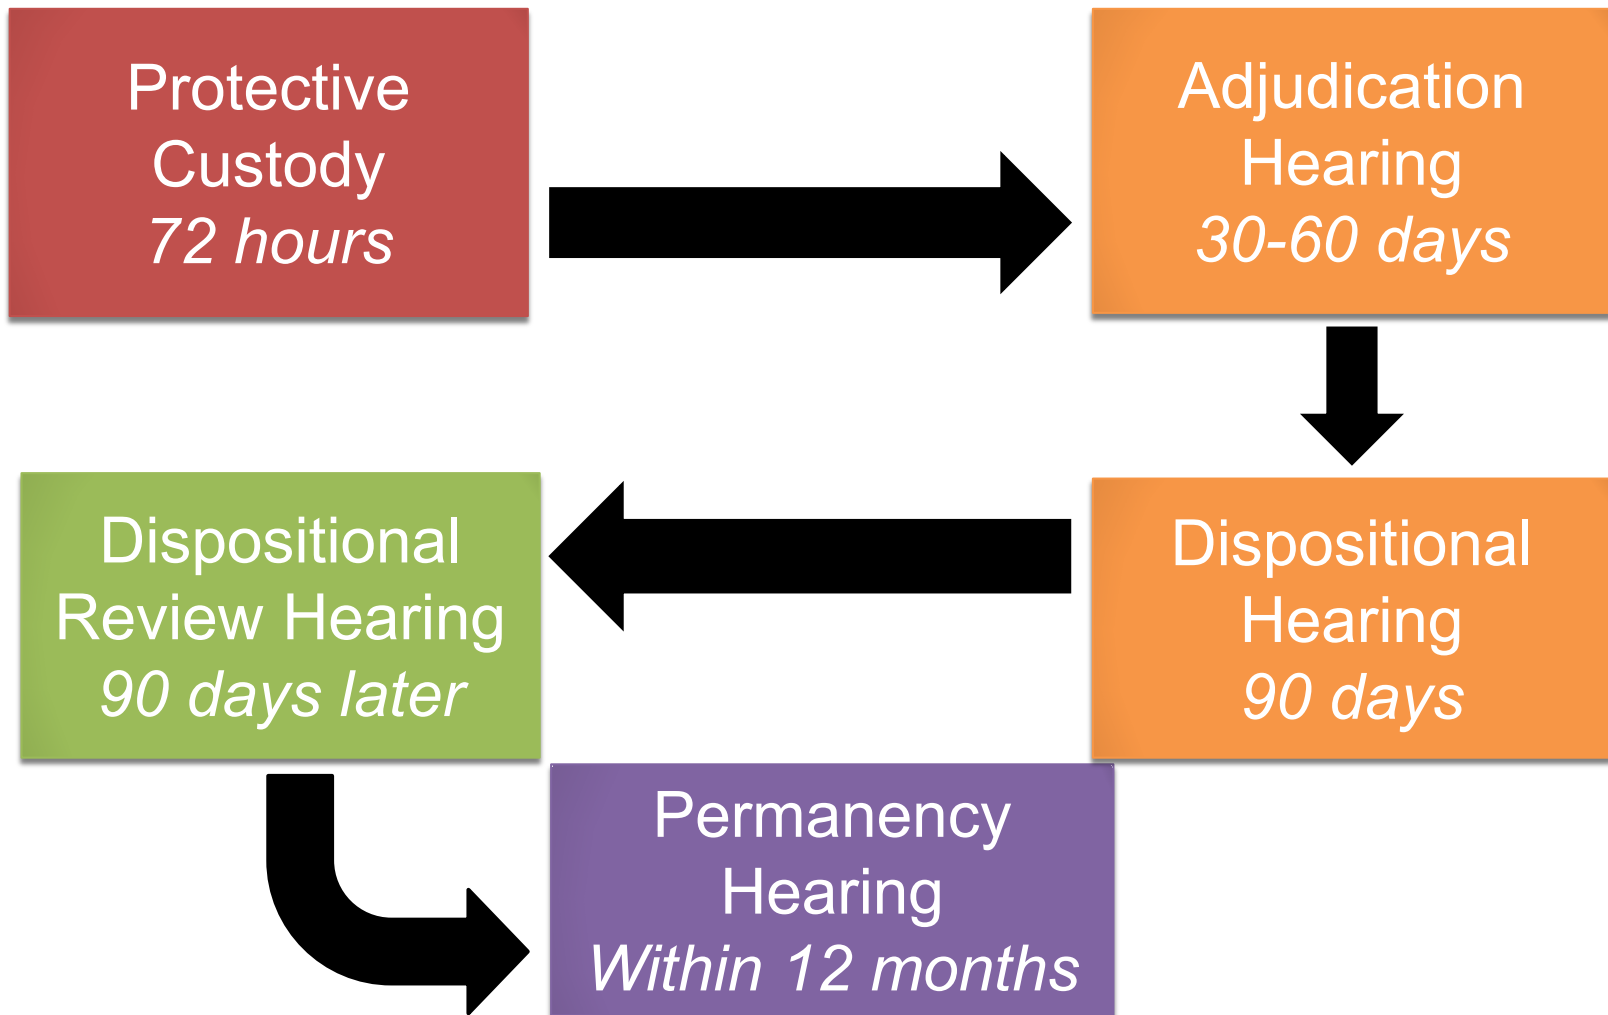 Protective
Custody
72 hours
Adjudication
Hearing
30-60 days
Dispositional
Hearing
90 days
Dispositional
Review Hearing
90 days later
Permanency
Hearing
Within 12 months